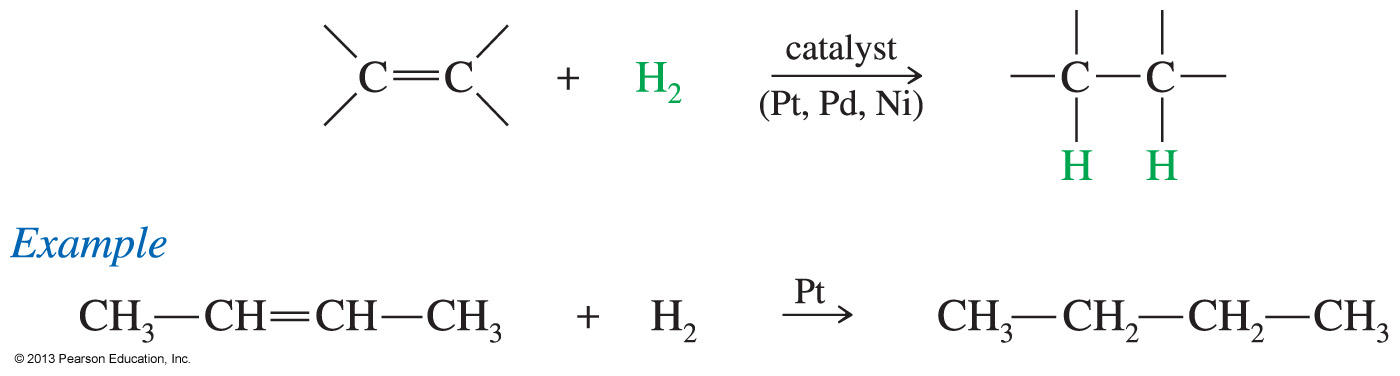 C=C + H₂ catalyst (Pt, Pd, Ni) —C—C—
H H
Example
CH₃—CH=CH—CH₃ + H₂ Pt CH₃—CH₂—CH₂—CH₃
© 2013 Pearson Education, Inc.